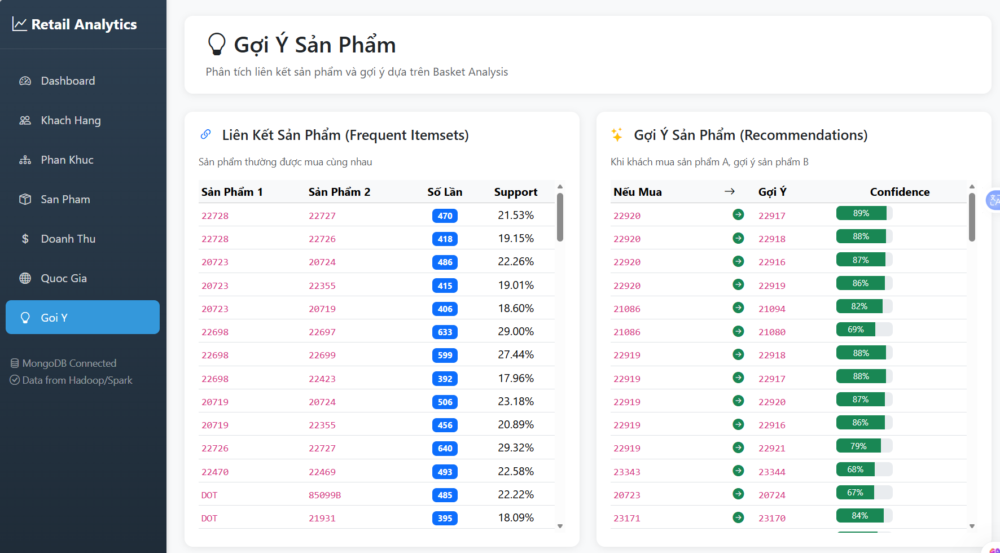 Retail Analytics
Dashboard
Khach Hang
Phan Khuc
San Pham
Doanh Thu
Quoc Gia
Goi Y
MongoDB Connected
Data from Hadoop/Spark
Gợi Ý Sản Phẩm
Phân tích liên kết sản phẩm và gợi ý dựa trên Basket Analysis
Liên Kết Sản Phẩm (Frequent Itemsets)
Sản phẩm thường được mua cùng nhau
Sản Phẩm 1 Sản Phẩm 2 Số Lần Support
22728 22727 470 21.53%
22728 22726 418 19.15%
20723 20724 486 22.26%
20723 22355 415 19.01%
20723 20719 406 18.60%
22698 22697 633 29.00%
22698 22699 599 27.44%
22698 22423 392 17.96%
20719 20724 506 23.18%
20719 22355 456 20.89%
22726 22727 640 29.32%
22470 22469 493 22.58%
DOT 85099B 485 22.22%
DOT 21931 395 18.09%
Gợi Ý Sản Phẩm (Recommendations)
Khi khách mua sản phẩm A, gợi ý sản phẩm B
Nếu Mua → Gợi Ý Confidence
22920 → 22917 89%
22920 → 22918 88%
22920 → 22916 87%
22920 → 22919 86%
21086 → 21094 82%
21086 → 21080 69%
22919 → 22918 88%
22919 → 22917 88%
22919 → 22920 87%
22919 → 22916 86%
22919 → 22921 79%
23343 → 23344 68%
20723 → 20724 67%
23171 → 23170 84%